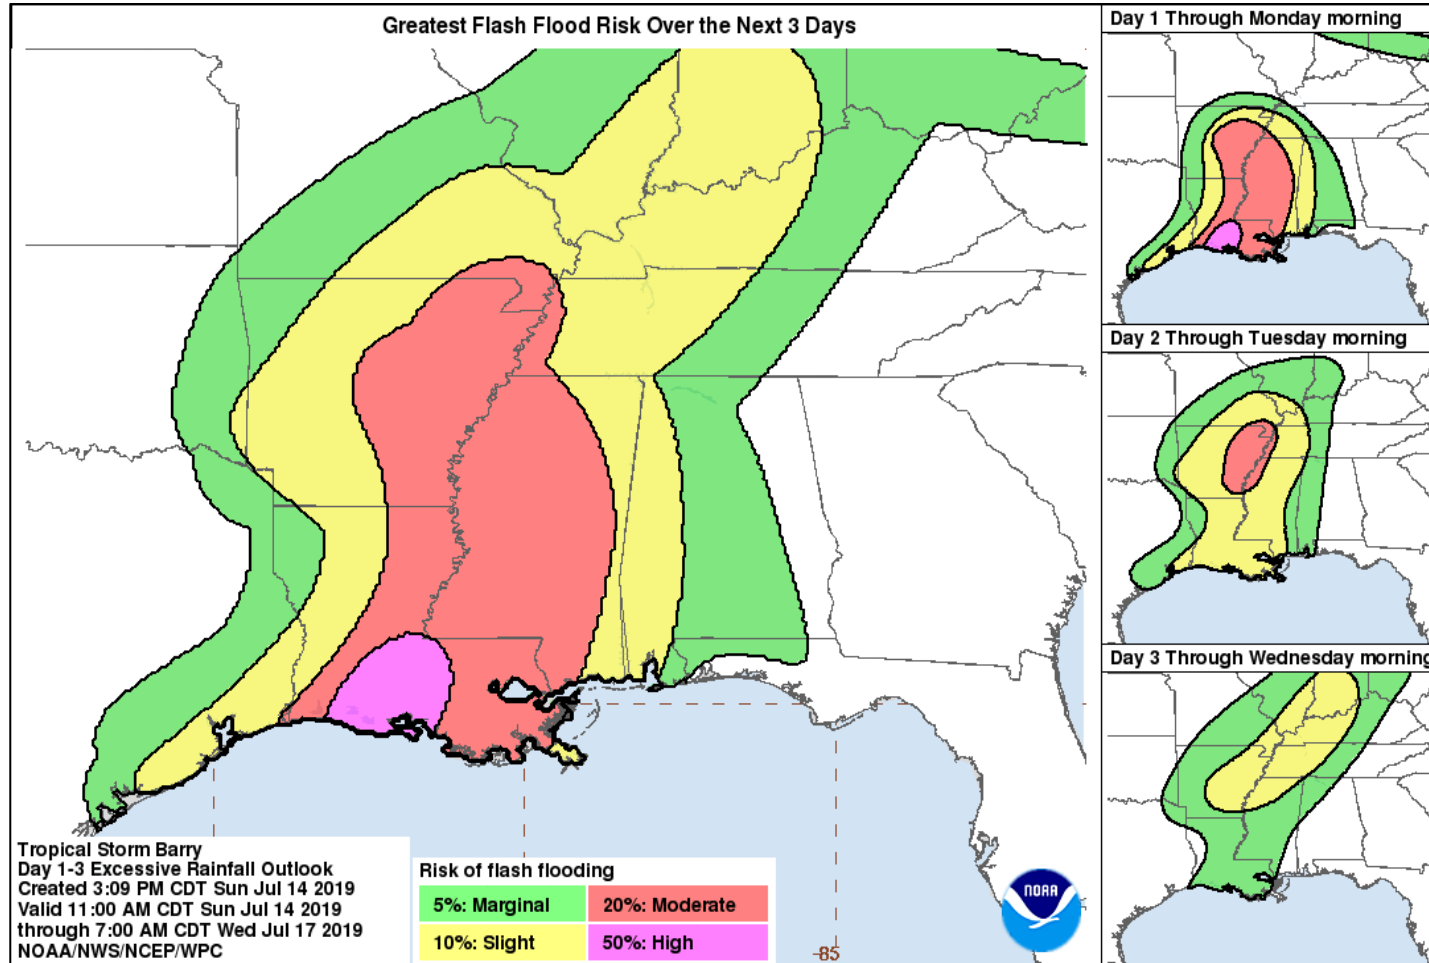 Greatest Flash Flood Risk Over the Next 3 Days
Day 1 Through Monday morning
Day 2 Through Tuesday morning
Day 3 Through Wednesday morning
Tropical Storm Barry
Day 1-3 Excessive Rainfall Outlook
Created 3:09 PM CDT Sun Jul 14 2019
Valid 11:00 AM CDT Sun Jul 14 2019
through 7:00 AM CDT Wed Jul 17 2019
NOAA/NWS/NCEP/WPC
Risk of flash flooding
5%: Marginal
20%: Moderate
10%: Slight
50%: High
-85
NOAA